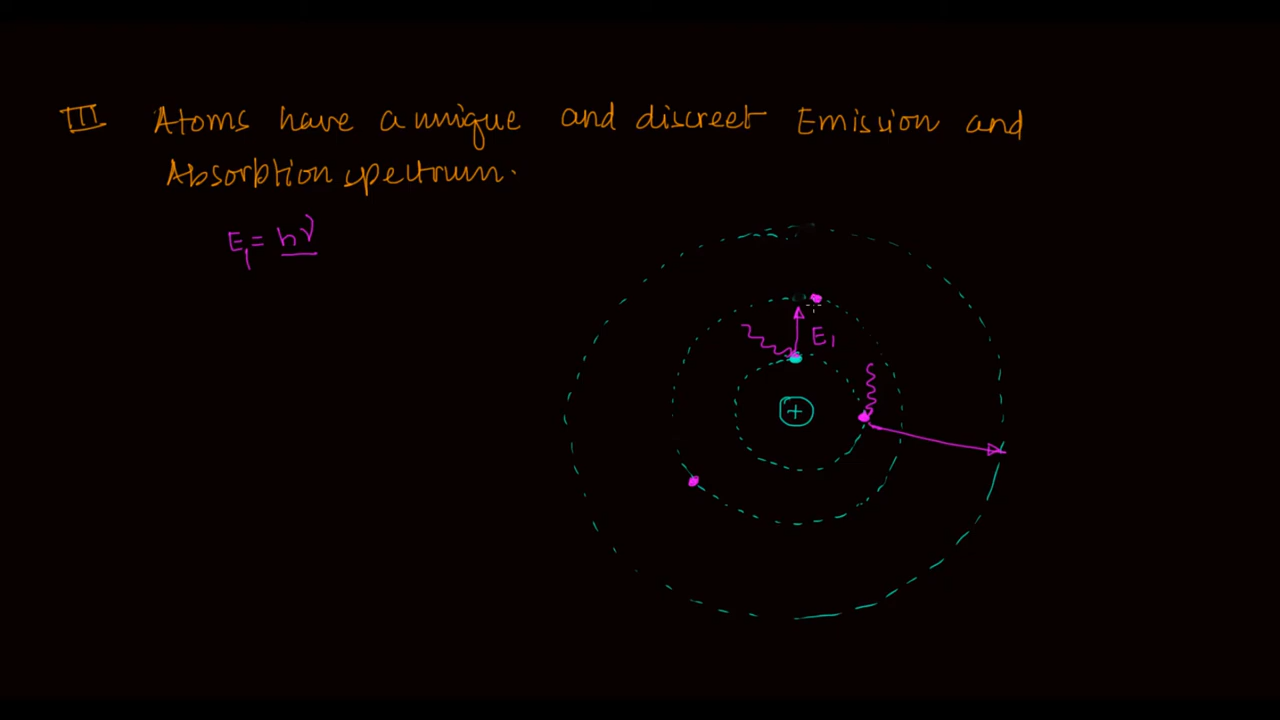 III Atoms have a unique and discreet Emission and
Absorbtion spectrum.
E₁ = hν
E₁
+